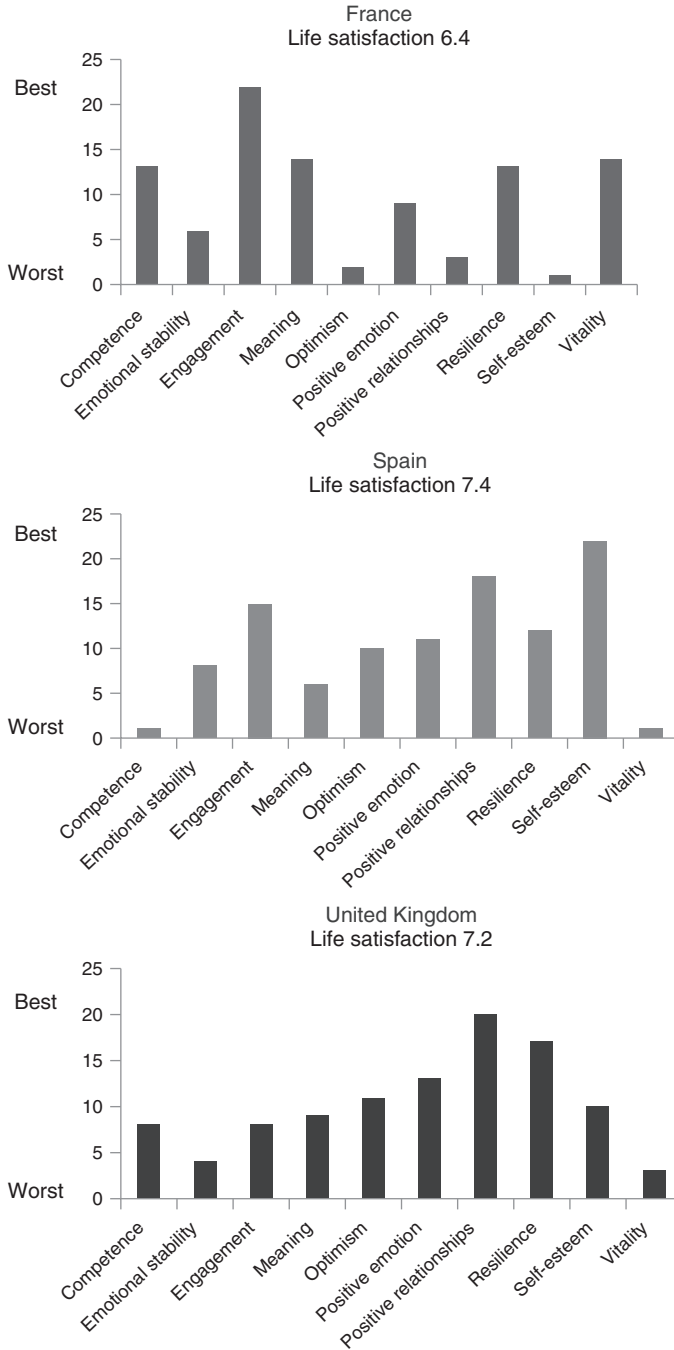 France
Life satisfaction 6.4
25
Best
20
15
10
5
Worst
0
Competence
Emotional stability
Engagement
Meaning
Optimism
Positive emotion
Positive relationships
Resilience
Self-esteem
Vitality
Spain
Life satisfaction 7.4
25
Best
20
15
10
5
Worst
0
Competence
Emotional stability
Engagement
Meaning
Optimism
Positive emotion
Positive relationships
Resilience
Self-esteem
Vitality
United Kingdom
Life satisfaction 7.2
25
Best
20
15
10
5
Worst
0
Competence
Emotional stability
Engagement
Meaning
Optimism
Positive emotion
Positive relationships
Resilience
Self-esteem
Vitality